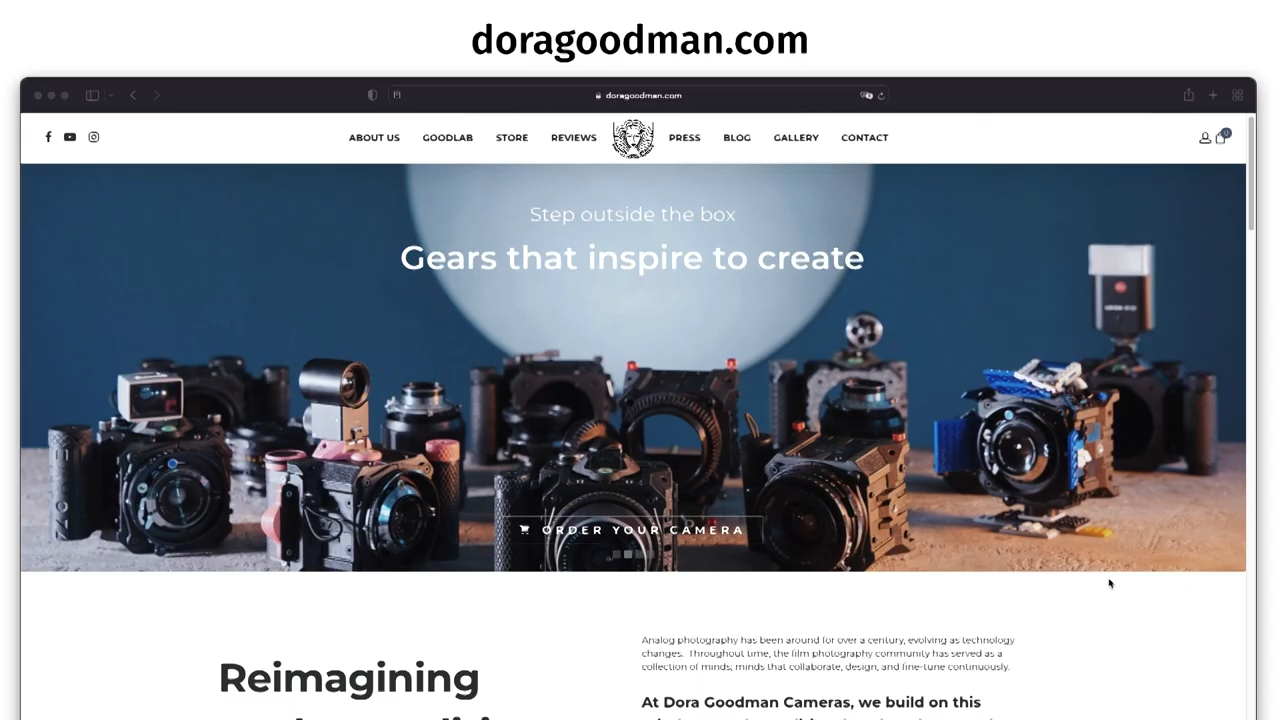 doragoodman.com
doragoodman.com
ABOUT US GOODLAB STORE REVIEWS PRESS BLOG GALLERY CONTACT
0
Step outside the box
Gears that inspire to create
ORDER YOUR CAMERA
Reimagining
Analog photography has been around for over a century, evolving as technology
changes. Throughout time, the film photography community has served as a
collection of minds; minds that collaborate, design, and fine-tune continuously.
At Dora Goodman Cameras, we build on this